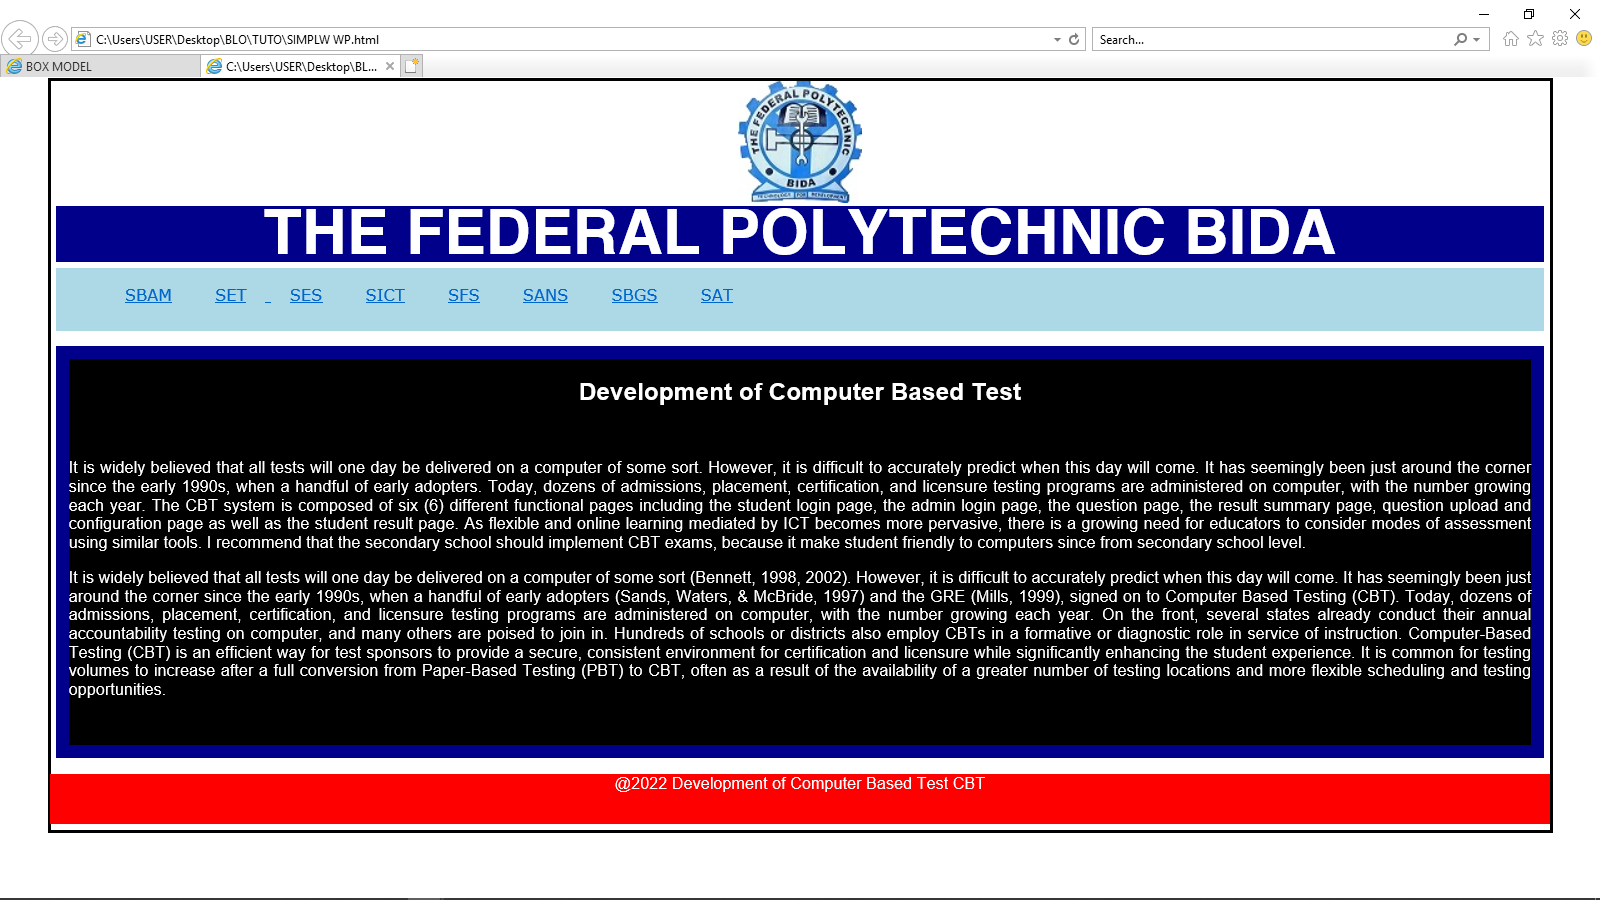 C:\Users\USER\Desktop\BLO\TUTO\SIMPLW WP.html
Search...
BOX MODEL
C:\Users\USER\Desktop\BL...
THE FEDERAL POLYTECHNIC
BIDA
TECHNOLOGY FOR DEVELOPMENT
THE FEDERAL POLYTECHNIC BIDA
SBAM SET SES SICT SFS SANS SBGS SAT
Development of Computer Based Test
It is widely believed that all tests will one day be delivered on a computer of some sort. However, it is difficult to accurately predict when this day will come. It has seemingly been just around the corner
since the early 1990s, when a handful of early adopters. Today, dozens of admissions, placement, certification, and licensure testing programs are administered on computer, with the number growing
each year. The CBT system is composed of six (6) different functional pages including the student login page, the admin login page, the question page, the result summary page, question upload and
configuration page as well as the student result page. As flexible and online learning mediated by ICT becomes more pervasive, there is a growing need for educators to consider modes of assessment
using similar tools. I recommend that the secondary school should implement CBT exams, because it make student friendly to computers since from secondary school level.
It is widely believed that all tests will one day be delivered on a computer of some sort (Bennett, 1998, 2002). However, it is difficult to accurately predict when this day will come. It has seemingly been just
around the corner since the early 1990s, when a handful of early adopters (Sands, Waters, & McBride, 1997) and the GRE (Mills, 1999), signed on to Computer Based Testing (CBT). Today, dozens of
admissions, placement, certification, and licensure testing programs are administered on computer, with the number growing each year. On the front, several states already conduct their annual
accountability testing on computer, and many others are poised to join in. Hundreds of schools or districts also employ CBTs in a formative or diagnostic role in service of instruction. Computer-Based
Testing (CBT) is an efficient way for test sponsors to provide a secure, consistent environment for certification and licensure while significantly enhancing the student experience. It is common for testing
volumes to increase after a full conversion from Paper-Based Testing (PBT) to CBT, often as a result of the availability of a greater number of testing locations and more flexible scheduling and testing
opportunities.
@2022 Development of Computer Based Test CBT